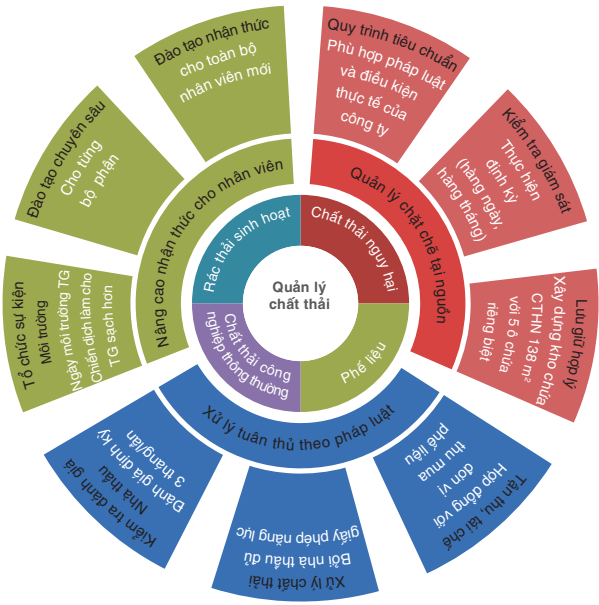 Quản lý
chất thải
Rác thải sinh hoạt
Chất thải nguy hại
Phế liệu
Chất thải công
nghiệp thông thường
Nâng cao nhận thức cho nhân viên
Quản lý chặt chẽ tại nguồn
Xử lý tuân thủ theo pháp luật
Đào tạo nhận thức
cho toàn bộ
nhân viên mới
Quy trình tiêu chuẩn
Phù hợp pháp luật
và điều kiện
thực tế của
công ty
Kiểm tra giám sát
Thực hiện
định kỳ
(hàng ngày,
hàng tháng)
Lưu giữ hợp lý
Xây dựng kho chứa
CTHN 138 m²
với 5 ô chứa
riêng biệt
Tận thu, tái chế
Hợp đồng với
đơn vị
thu mua
phế liệu
Xử lý chất thải
Bởi nhà thầu đủ
giấy phép năng lực
Kiểm tra đánh giá
Nhà thầu
Đánh giá định kỳ
3 tháng/lần
Tổ chức sự kiện
Môi trường
Ngày môi trường TG
Chiến dịch làm cho
TG sạch hơn
Đào tạo chuyên sâu
Cho từng
bộ phận